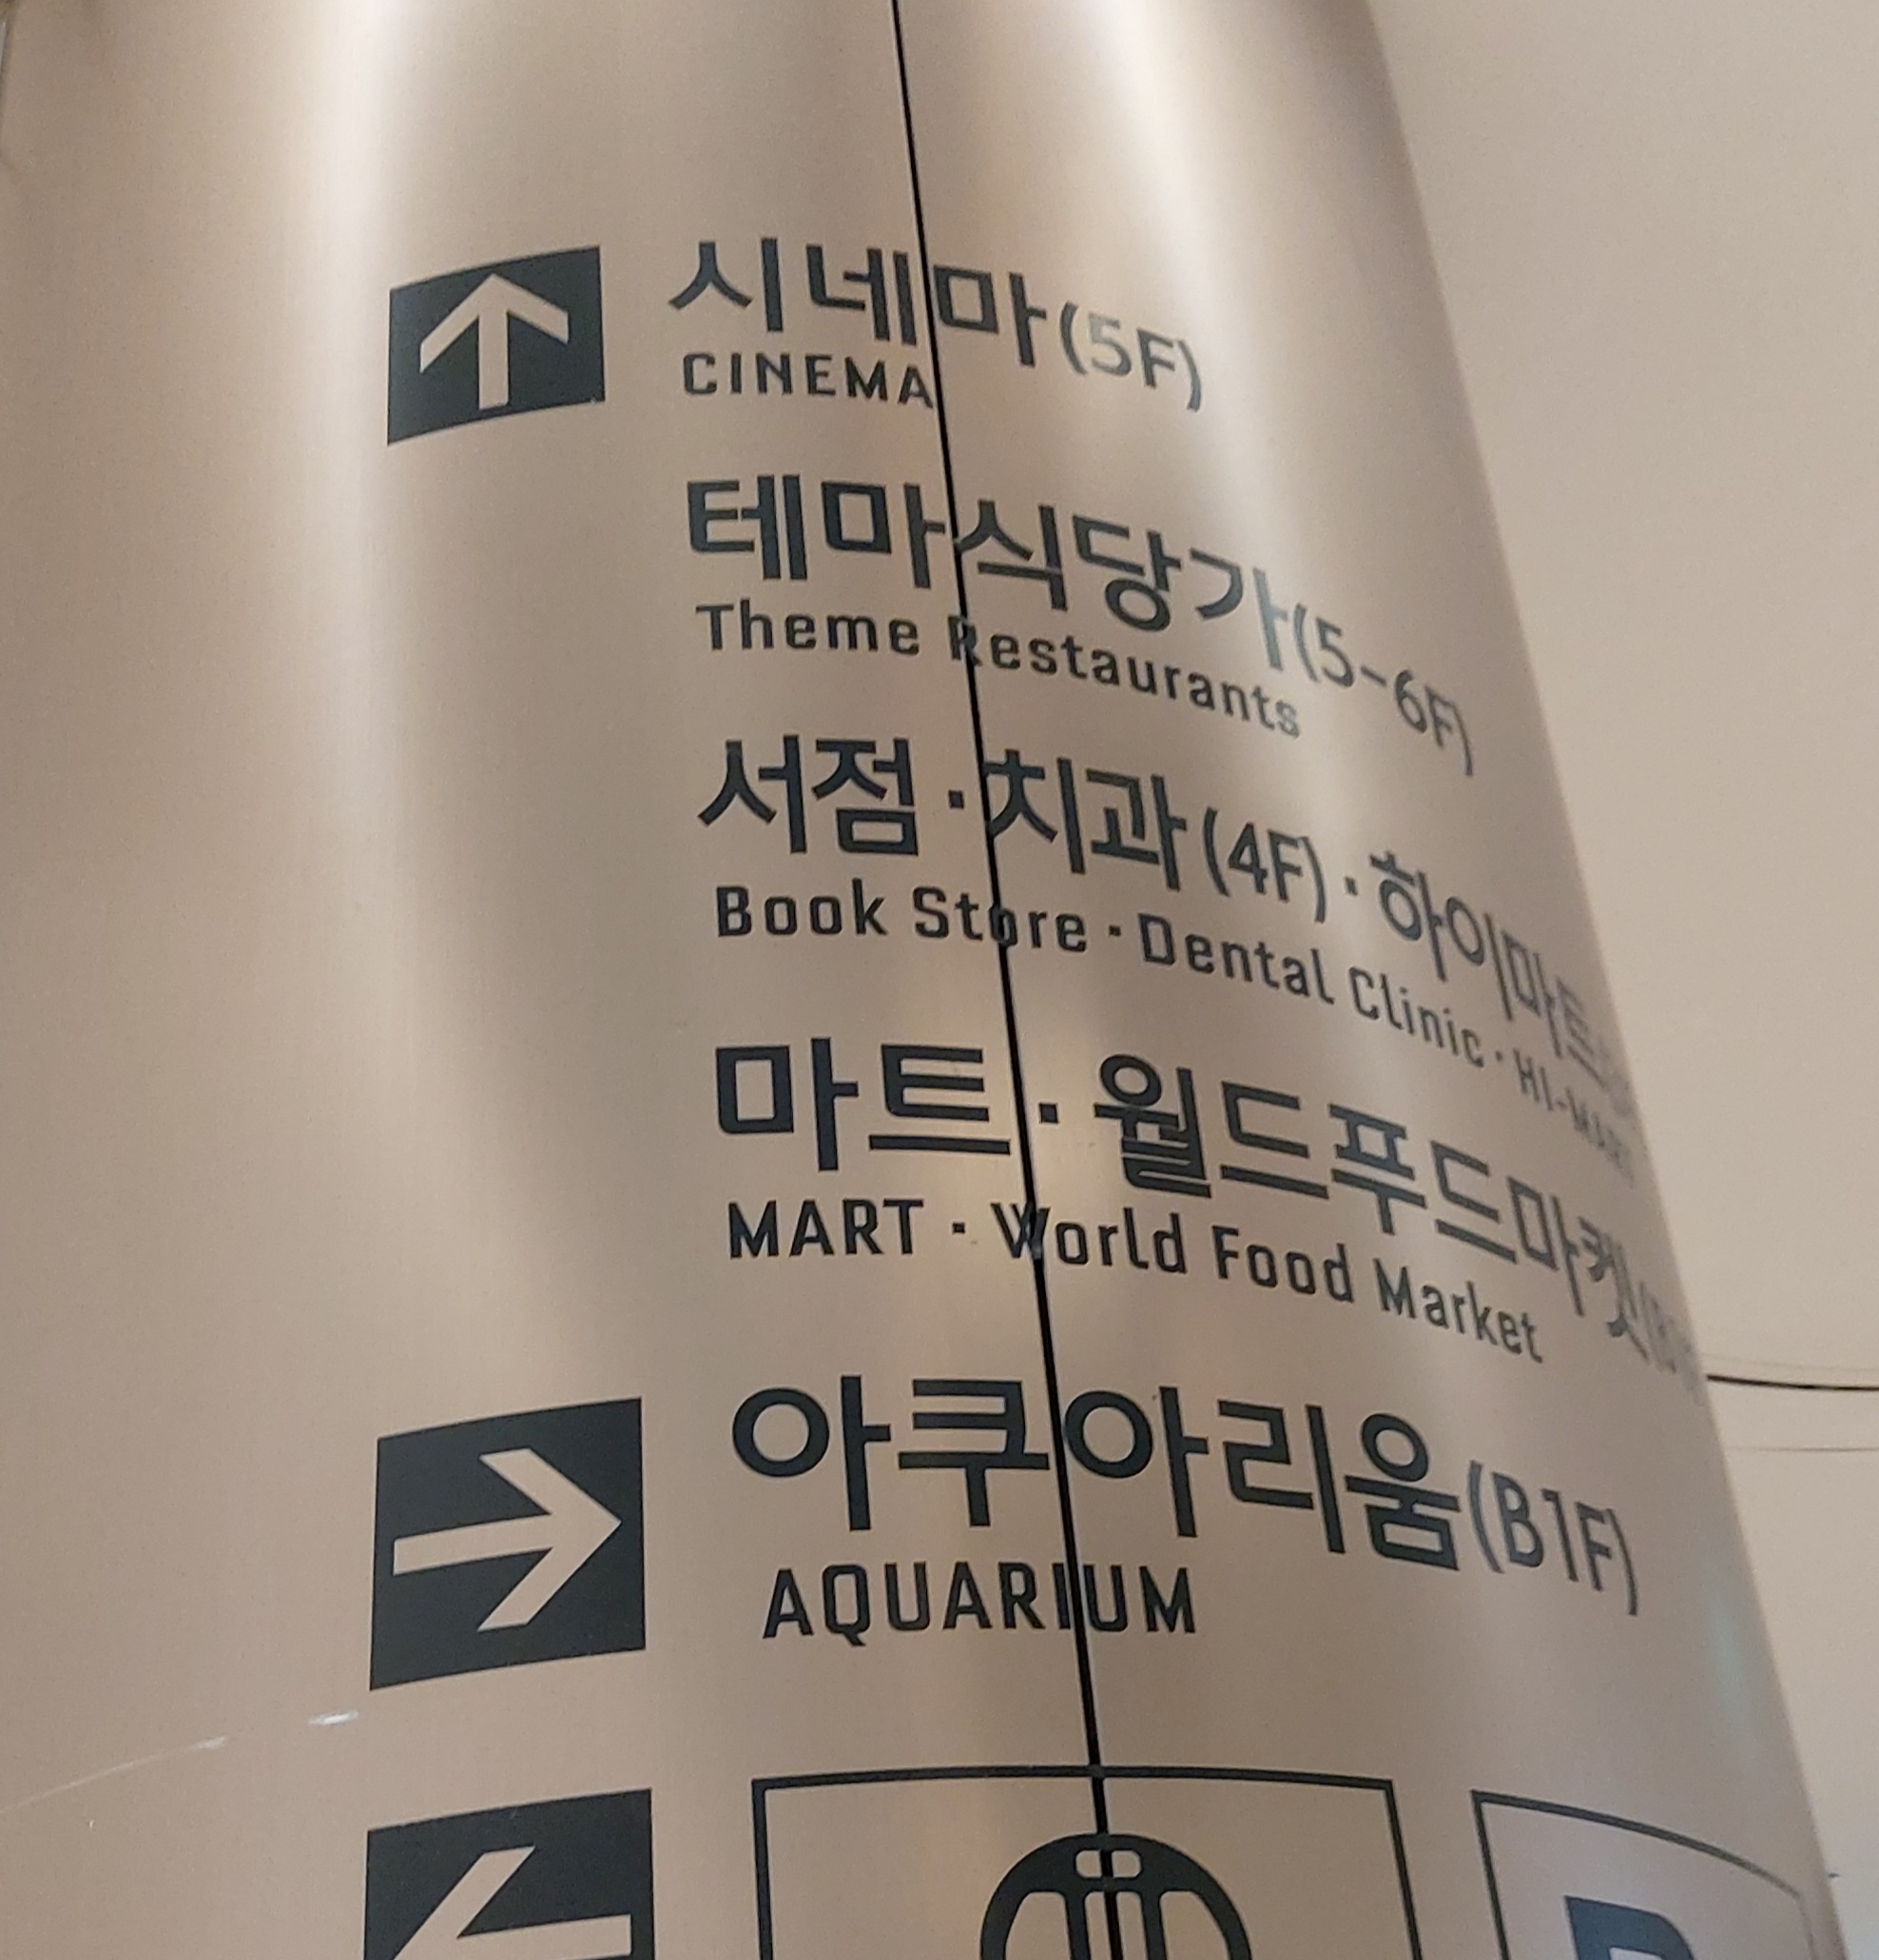 시네마(5F)
CINEMA
테마식당가(5~6F)
Theme Restaurants
서점·치과(4F)·하이마트
Book Store·Dental Clinic·HI-MART
마트·월드푸드마켓
MART·World Food Market
아쿠아리움(B1F)
AQUARIUM